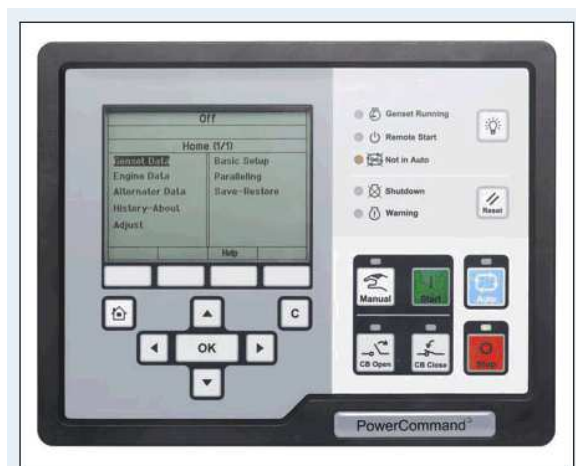 Off
Home (1/1)
Genset Data
Engine Data
Alternator Data
History-About
Adjust
Basic Setup
Paralleling
Save-Restore
Help
C
OK
Genset Running
Remote Start
Not in Auto
Shutdown
Warning
Reset
Manual
Start
Auto
CB Open
CB Close
Stop
PowerCommand